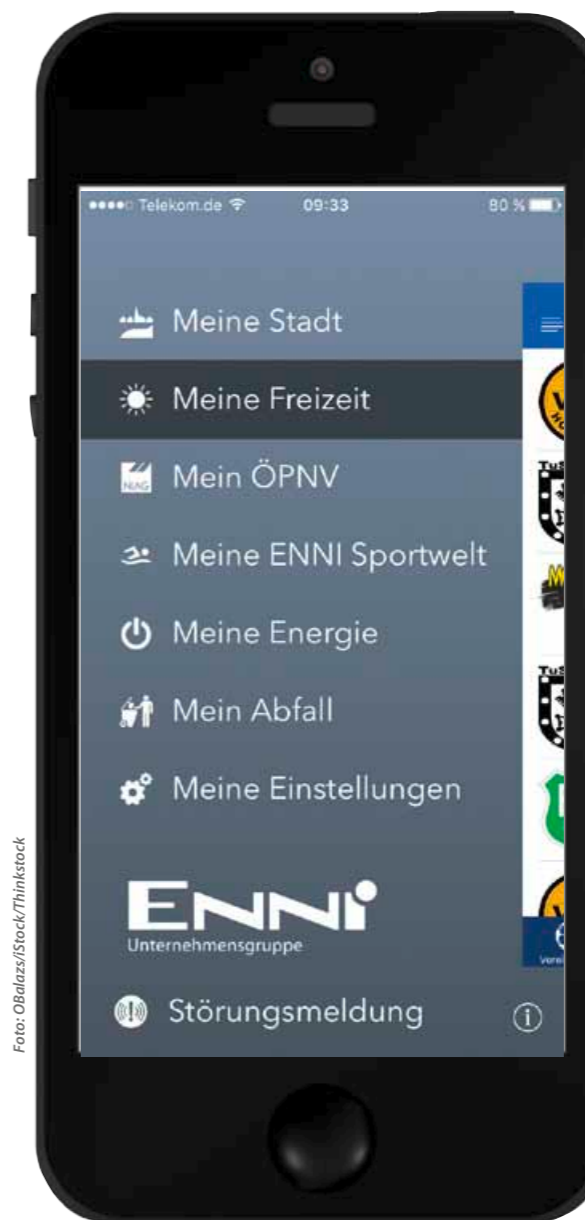 Telekom.de 09:33 80 %
Meine Stadt
Meine Freizeit
NIAG
Mein ÖPNV
Meine ENNI Sportwelt
Meine Energie
Mein Abfall
Meine Einstellungen
ENNI
Unternehmensgruppe
Störungsmeldung
Foto: OBalazs/iStock/Thinkstock